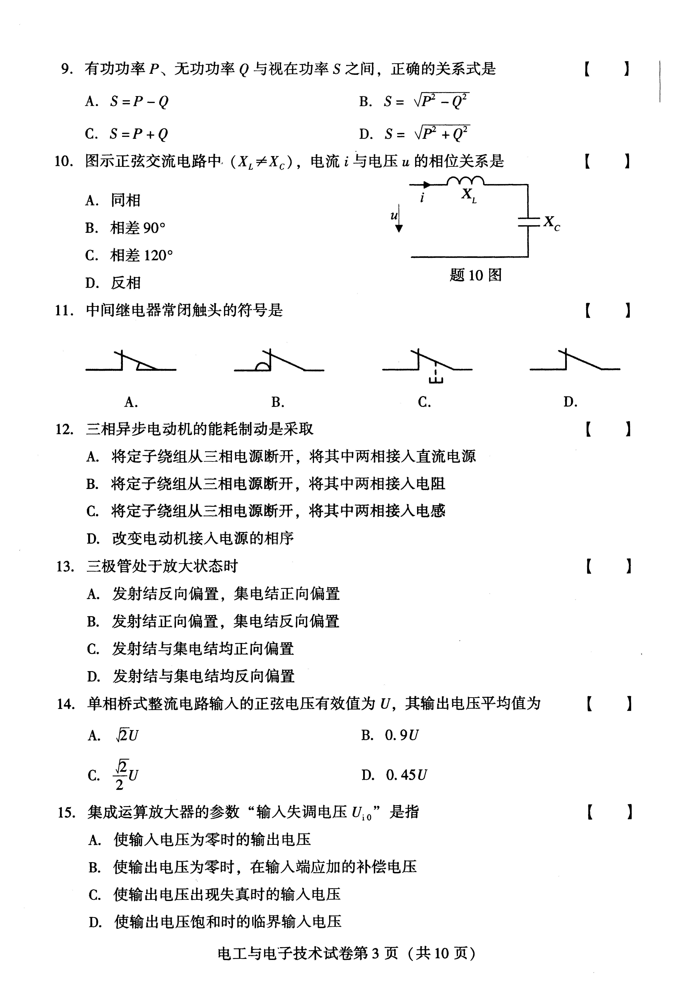 9. 有功功率 P、无功功率 Q 与视在功率 S 之间，正确的关系式是 【 】
A. S = P - Q B. S = √(P² - Q²)
C. S = P + Q D. S = √(P² + Q²)
10. 图示正弦交流电路中（X_L ≠ X_C），电流 i 与电压 u 的相位关系是 【 】
A. 同相
B. 相差 90°
C. 相差 120°
D. 反相
i X_L
u
X_C
题 10 图
11. 中间继电器常闭触头的符号是 【 】
A. B. C. D.
12. 三相异步电动机的能耗制动是采取 【 】
A. 将定子绕组从三相电源断开，将其中两相接入直流电源
B. 将定子绕组从三相电源断开，将其中两相接入电阻
C. 将定子绕组从三相电源断开，将其中两相接入电感
D. 改变电动机接入电源的相序
13. 三极管处于放大状态时 【 】
A. 发射结反向偏置，集电结正向偏置
B. 发射结正向偏置，集电结反向偏置
C. 发射结与集电结均正向偏置
D. 发射结与集电结均反向偏置
14. 单相桥式整流电路输入的正弦电压有效值为 U，其输出电压平均值为 【 】
A. √2U B. 0.9U
C. √2/2 U D. 0.45U
15. 集成运算放大器的参数“输入失调电压 U_i0”是指 【 】
A. 使输入电压为零时的输出电压
B. 使输出电压为零时，在输入端应加的补偿电压
C. 使输出电压出现失真时的输入电压
D. 使输出电压饱和时的临界输入电压
电工与电子技术试卷第 3 页（共 10 页）